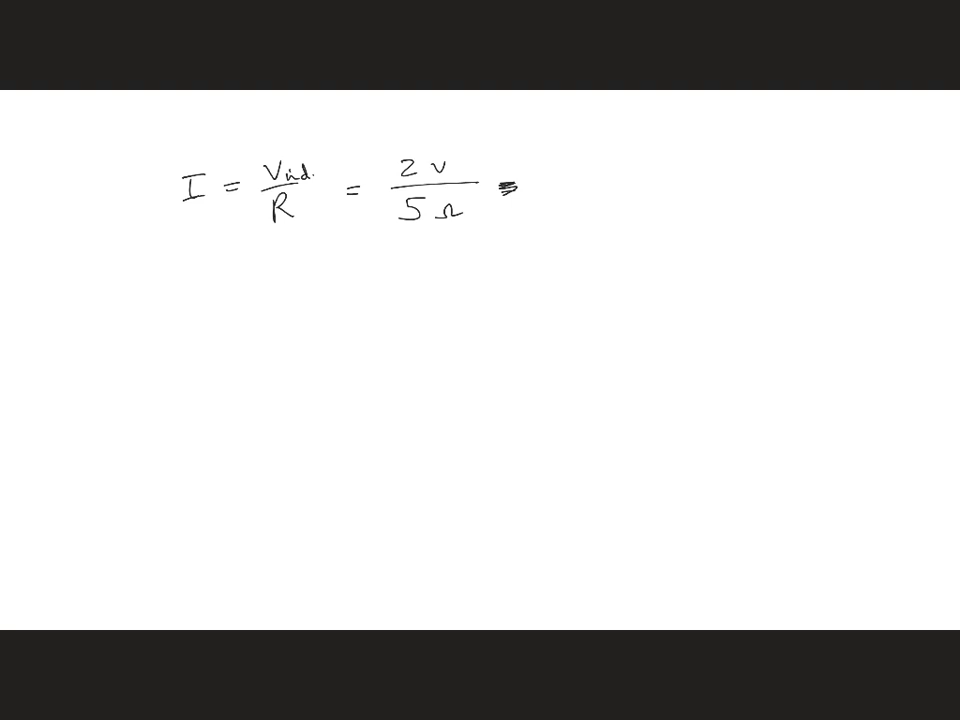 I = Vind. / R = 2 v / 5 Ω =